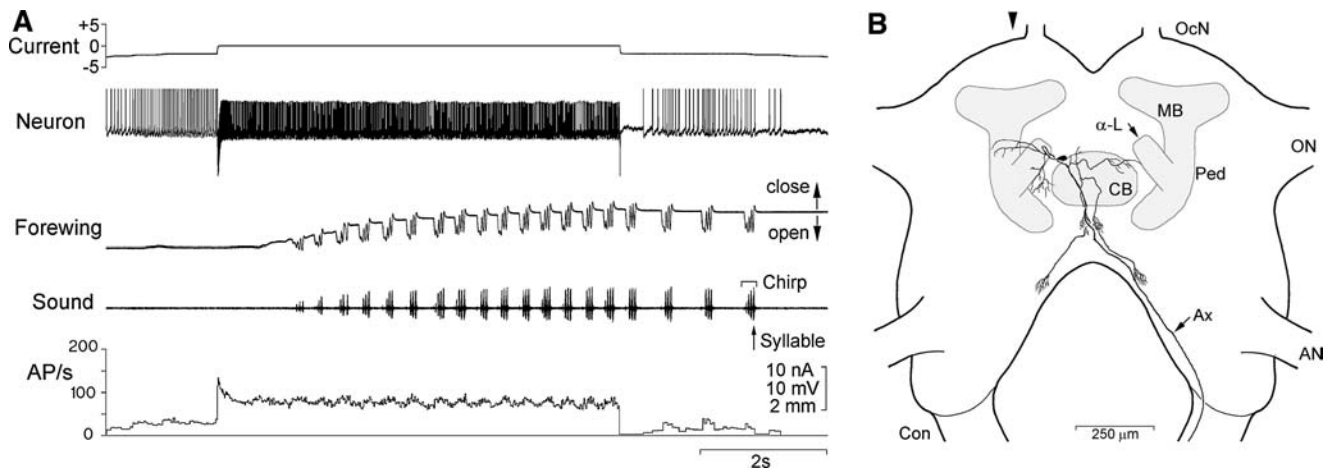 A
Current
+5
0
-5
Neuron
Forewing
close
open
Sound
Chirp
Syllable
AP/s
200
100
0
10 nA
10 mV
2 mm
2s
B
OcN
MB
α-L
ON
Ped
CB
Ax
AN
Con
250 μm